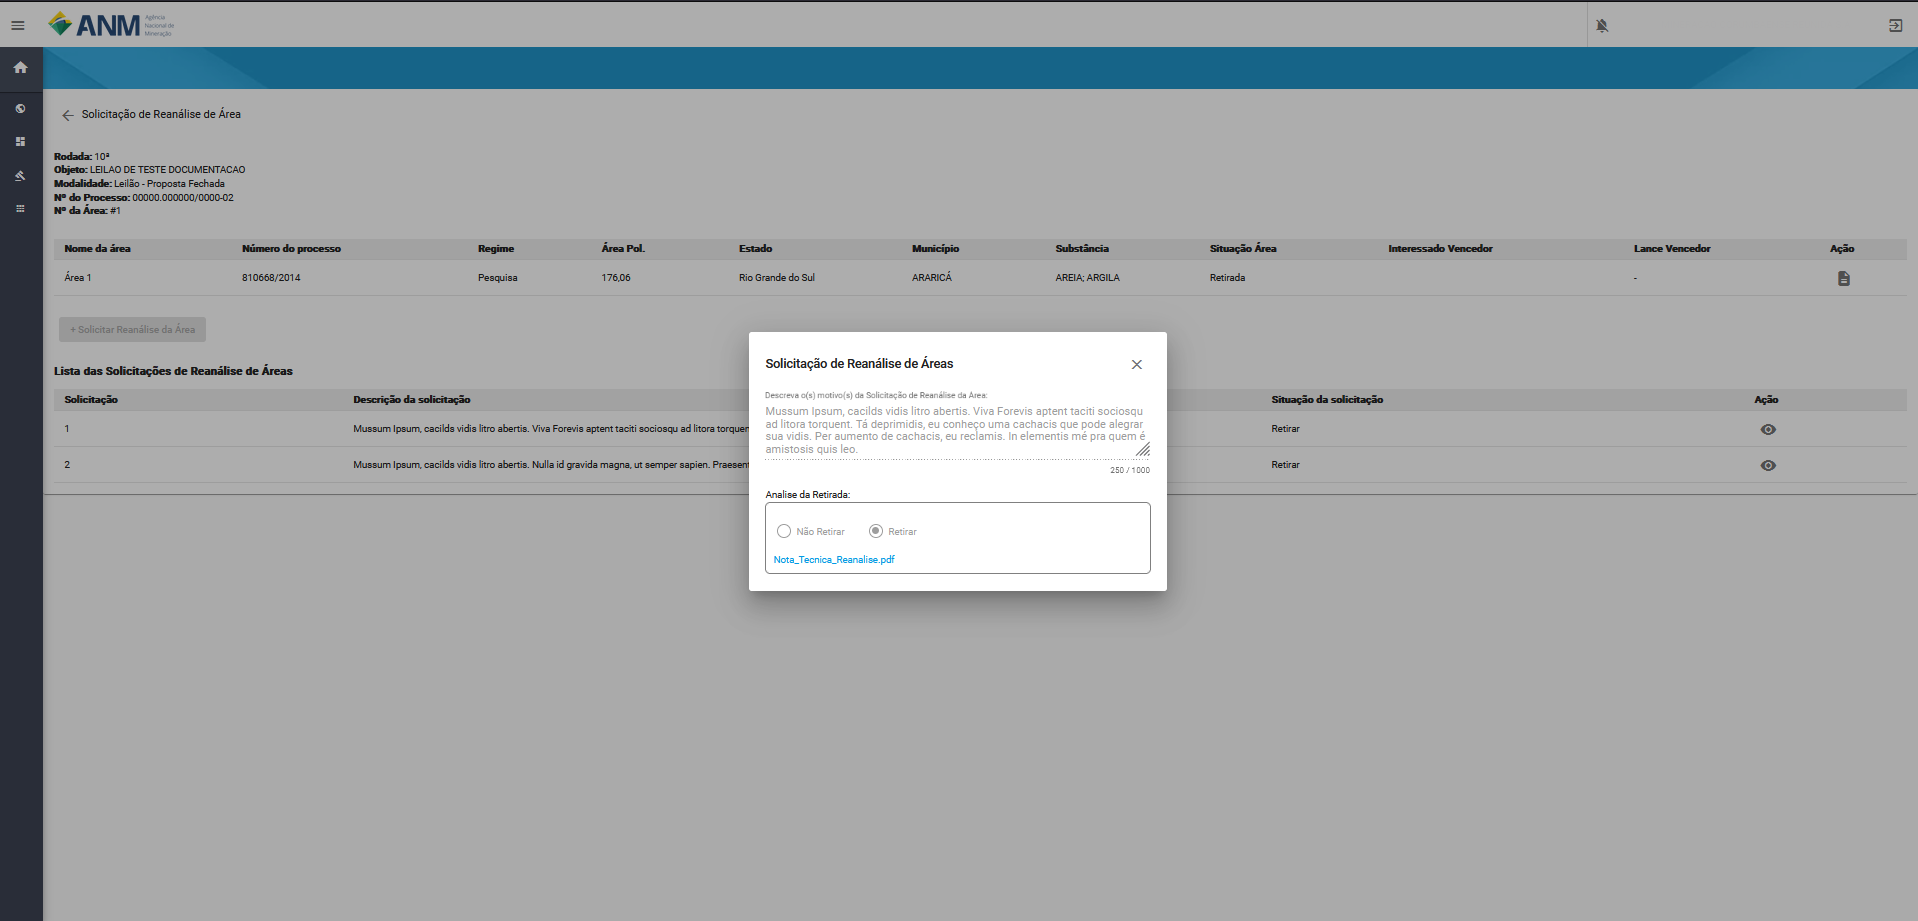 ANM Agência
Nacional de
Mineração
Solicitação de Reanálise de Área
Rodada: 10ª
Objeto: LEILAO DE TESTE DOCUMENTACAO
Modalidade: Leilão - Proposta Fechada
Nº do Processo: 00000.000000/0000-02
Nº da Área: #1
Nome da área Número do processo Regime Área Pol. Estado Município Substância Situação Área Interessado Vencedor Lance Vencedor Ação
Área 1 810668/2014 Pesquisa 176,06 Rio Grande do Sul ARARICÁ AREIA; ARGILA Retirada -
+ Solicitar Reanálise da Área
Lista das Solicitações de Reanálise de Áreas
Solicitação Descrição da solicitação Situação da solicitação Ação
1 Mussum Ipsum, cacilds vidis litro abertis. Viva Forevis aptent taciti sociosqu ad litora torquen Retirar
2 Mussum Ipsum, cacilds vidis litro abertis. Nulla id gravida magna, ut semper sapien. Praesen Retirar
Solicitação de Reanálise de Áreas
Descreva o(s) motivo(s) da Solicitação de Reanálise da Área:
Mussum Ipsum, cacilds vidis litro abertis. Viva Forevis aptent taciti sociosqu
ad litora torquent. Tá deprimidis, eu conheço uma cachacis que pode alegrar
sua vidis. Per aumento de cachacis, eu reclamis. In elementis mé pra quem é
amistosis quis leo.
250 / 1000
Analise da Retirada:
Não Retirar Retirar
Nota_Tecnica_Reanalise.pdf